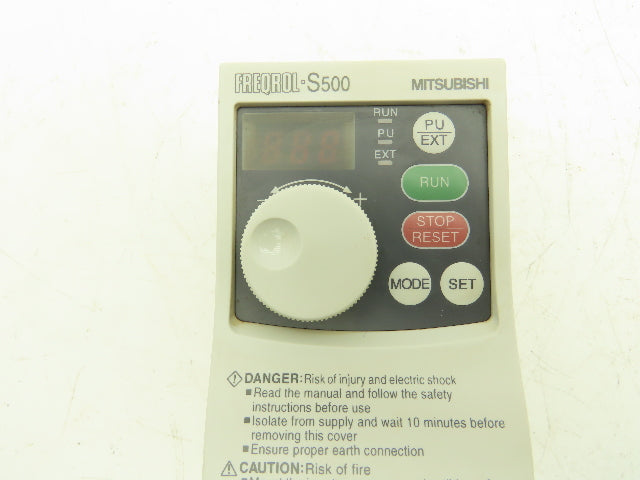 FREQROL-S500 MITSUBISHI
RUN
PU
EXT
PU
EXT
RUN
STOP
RESET
MODE SET
- +
DANGER: Risk of injury and electric shock
■ Read the manual and follow the safety
instructions before use
■ Isolate from supply and wait 10 minutes before
removing this cover
■ Ensure proper earth connection
CAUTION: Risk of fire